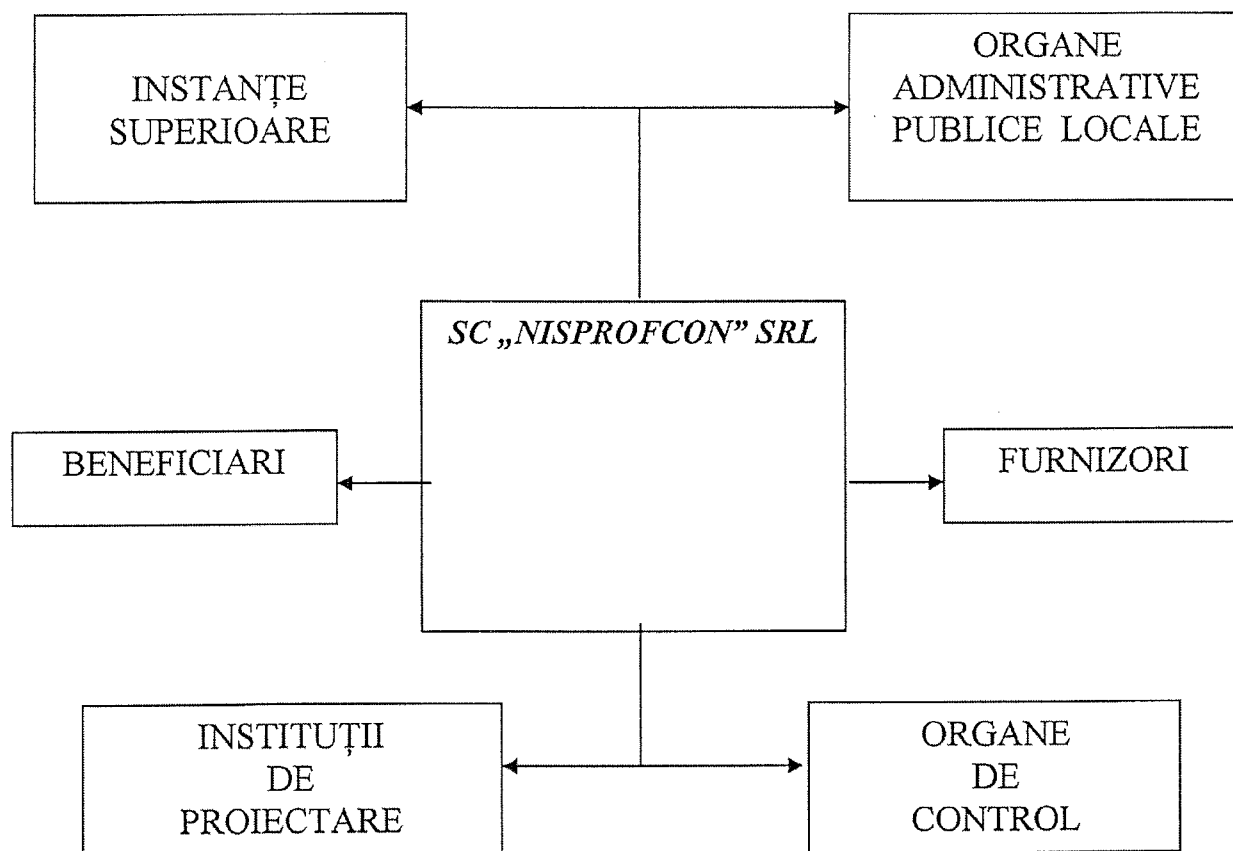 INSTANȚE
SUPERIOARE
ORGANE
ADMINISTRATIVE
PUBLICE LOCALE
SC „NISPROFCON” SRL
BENEFICIARI
FURNIZORI
INSTITUȚII
DE
PROIECTARE
ORGANE
DE
CONTROL